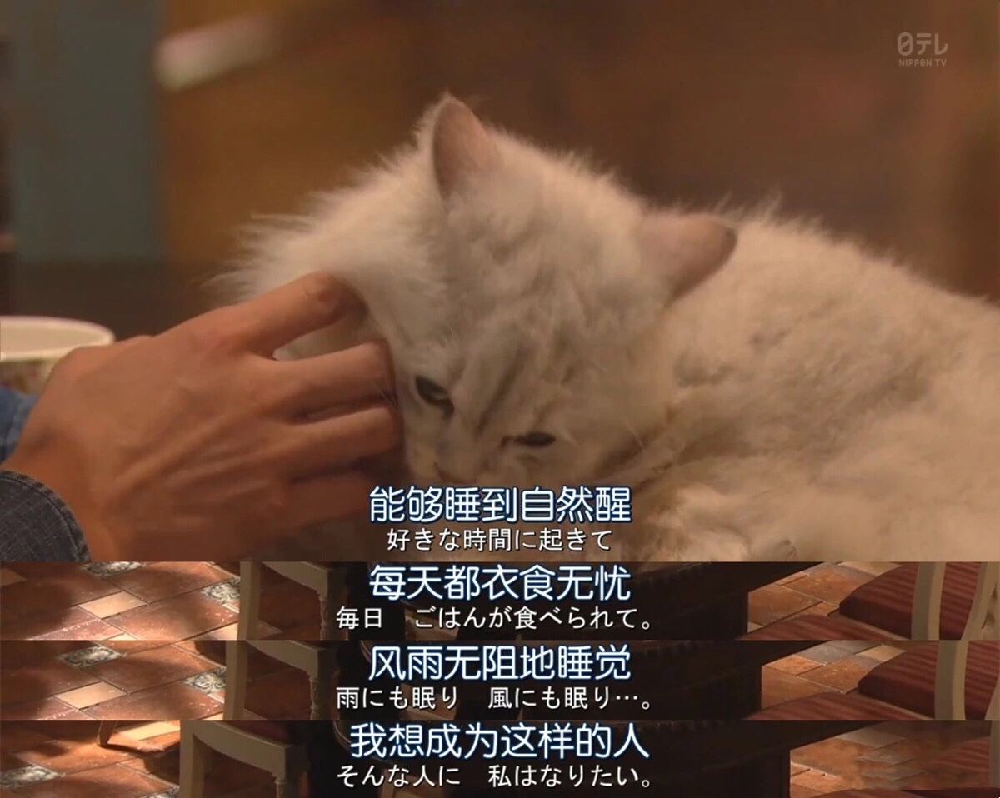 日テレ
NIPPON TV
能够睡到自然醒
好きな時間に起きて
每天都衣食无忧
毎日　ごはんが食べられて。
风雨无阻地睡觉
雨にも眠り　風にも眠り…。
我想成为这样的人
そんな人に　私はなりたい。